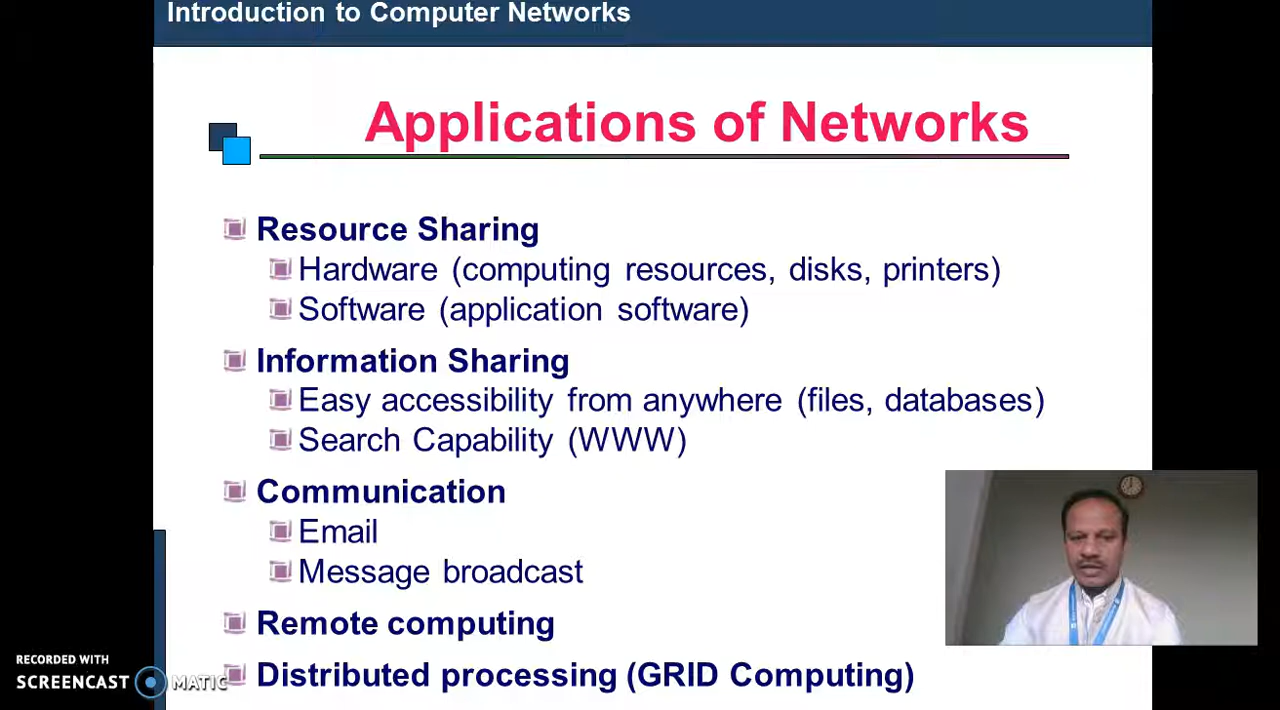 Introduction to Computer Networks
Applications of Networks
Resource Sharing
Hardware (computing resources, disks, printers)
Software (application software)
Information Sharing
Easy accessibility from anywhere (files, databases)
Search Capability (WWW)
Communication
Email
Message broadcast
Remote computing
Distributed processing (GRID Computing)
RECORDED WITH
SCREENCAST MATIC